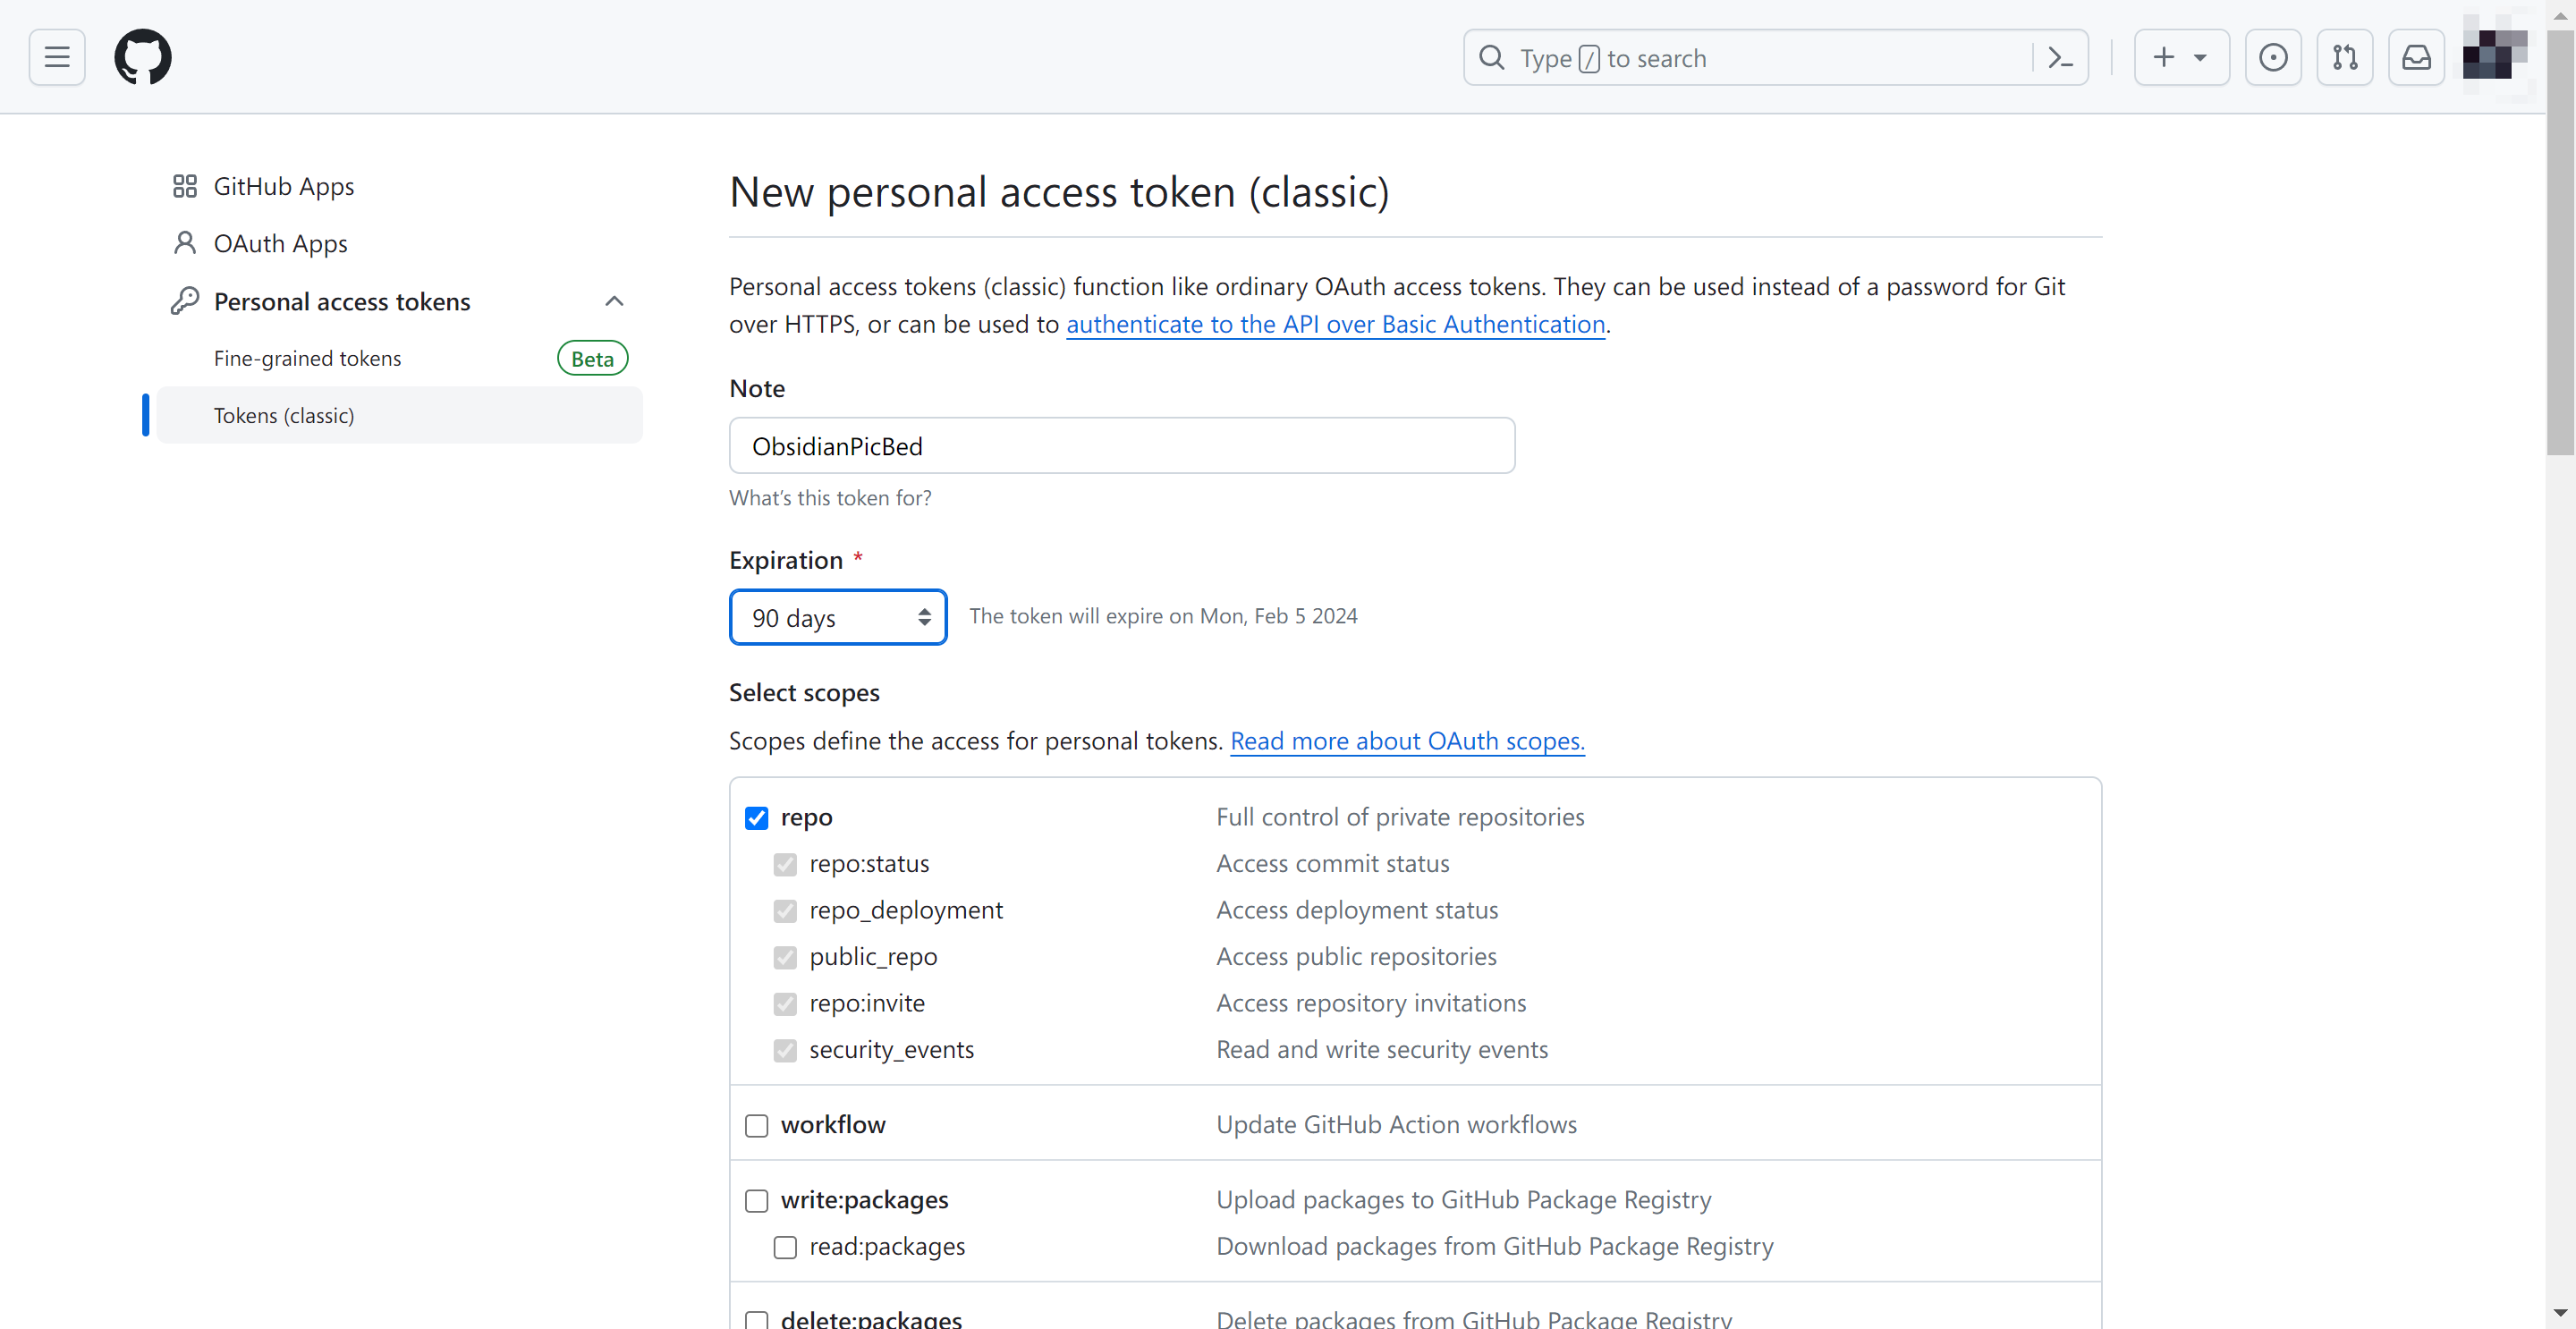 Type / to search
GitHub Apps
OAuth Apps
Personal access tokens
Fine-grained tokens Beta
Tokens (classic)
New personal access token (classic)
Personal access tokens (classic) function like ordinary OAuth access tokens. They can be used instead of a password for Git
over HTTPS, or can be used to authenticate to the API over Basic Authentication.
Note
ObsidianPicBed
What's this token for?
Expiration *
90 days The token will expire on Mon, Feb 5 2024
Select scopes
Scopes define the access for personal tokens. Read more about OAuth scopes.
repo Full control of private repositories
repo:status Access commit status
repo_deployment Access deployment status
public_repo Access public repositories
repo:invite Access repository invitations
security_events Read and write security events
workflow Update GitHub Action workflows
write:packages Upload packages to GitHub Package Registry
read:packages Download packages from GitHub Package Registry
delete:packages Delete packages from GitHub Package Registry